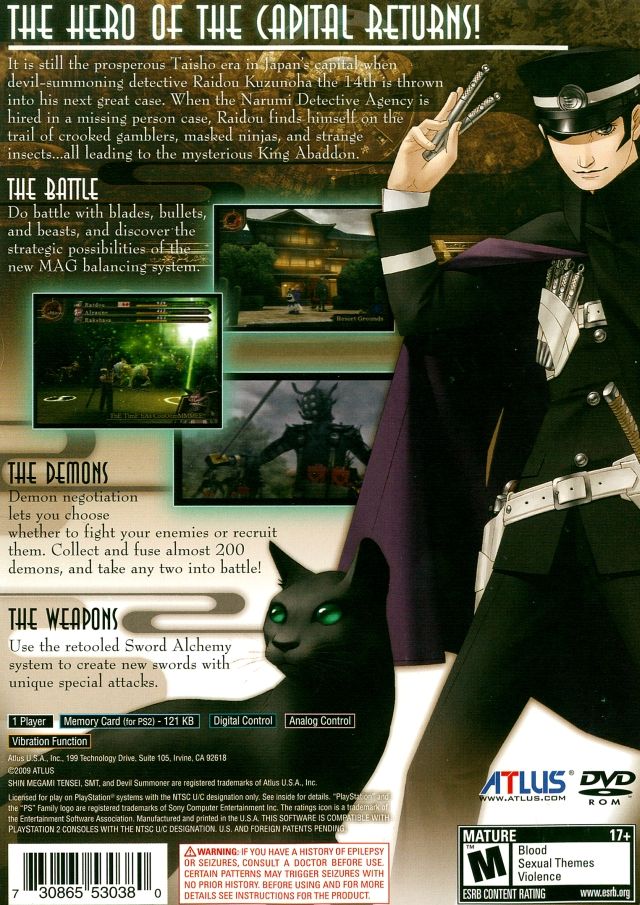 THE HERO OF THE CAPITAL RETURNS!
It is still the prosperous Taisho era in Japan's capital when
devil-summoning detective Raidou Kuzunoha the 14th is thrown
into his next great case. When the Narumi Detective Agency is
hired in a missing person case, Raidou finds himself on the
trail of crooked gamblers, masked ninjas, and strange
insects...all leading to the mysterious King Abaddon.
THE BATTLE
Do battle with blades, bullets,
and beasts, and discover the
strategic possibilities of the
new MAG balancing system.
Resort Grounds
Raidou
Alraune
Rakshasa
ThE TimE hAs CoOomMMMEE
THE DEMONS
Demon negotiation
lets you choose
whether to fight your enemies or recruit
them. Collect and fuse almost 200
demons, and take any two into battle!
THE WEAPONS
Use the retooled Sword Alchemy
system to create new swords with
unique special attacks.
1 Player
Memory Card (for PS2) - 121 KB
Digital Control
Analog Control
Vibration Function
Atlus U.S.A., Inc., 199 Technology Drive, Suite 105, Irvine, CA 92618
©2009 ATLUS
SHIN MEGAMI TENSEI, SMT, and Devil Summoner are registered trademarks of Atlus U.S.A., Inc.
Licensed for play on PlayStation® systems with the NTSC U/C designation only. See inside for details. "PlayStation" and
the "PS" Family logo are registered trademarks of Sony Computer Entertainment Inc. The ratings icon is a trademark of
the Entertainment Software Association. Manufactured and printed in the U.S.A. THIS SOFTWARE IS COMPATIBLE WITH
PLAYSTATION 2 CONSOLES WITH THE NTSC U/C DESIGNATION. U.S. AND FOREIGN PATENTS PENDING.
ATLUS®
WWW.ATLUS.COM
DVD
ROM
7 30865 53038 0
WARNING: IF YOU HAVE A HISTORY OF EPILEPSY
OR SEIZURES, CONSULT A DOCTOR BEFORE USE.
CERTAIN PATTERNS MAY TRIGGER SEIZURES WITH
NO PRIOR HISTORY. BEFORE USING AND FOR MORE
DETAILS SEE INSTRUCTIONS FOR THE PRODUCT.
MATURE 17+
M
TM
Blood
Sexual Themes
Violence
ESRB CONTENT RATING www.esrb.org